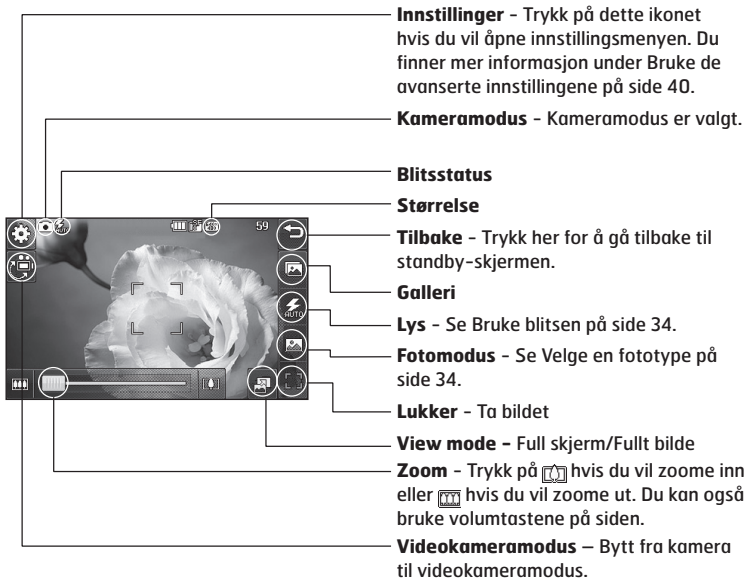 Innstillinger - Trykk på dette ikonet
hvis du vil åpne innstillingsmenyen. Du
finner mer informasjon under Bruke de
avanserte innstillingene på side 40.
Kameramodus - Kameramodus er valgt.
Blitsstatus
Størrelse
Tilbake - Trykk her for å gå tilbake til
standby-skjermen.
Galleri
Lys - Se Bruke blitsen på side 34.
Fotomodus - Se Velge en fototype på
side 34.
Lukker - Ta bildet
View mode – Full skjerm/Fullt bilde
Zoom - Trykk på hvis du vil zoome inn
eller hvis du vil zoome ut. Du kan også
bruke volumtastene på siden.
Videokameramodus – Bytt fra kamera
til videokameramodus.
59
AUTO
AUTO